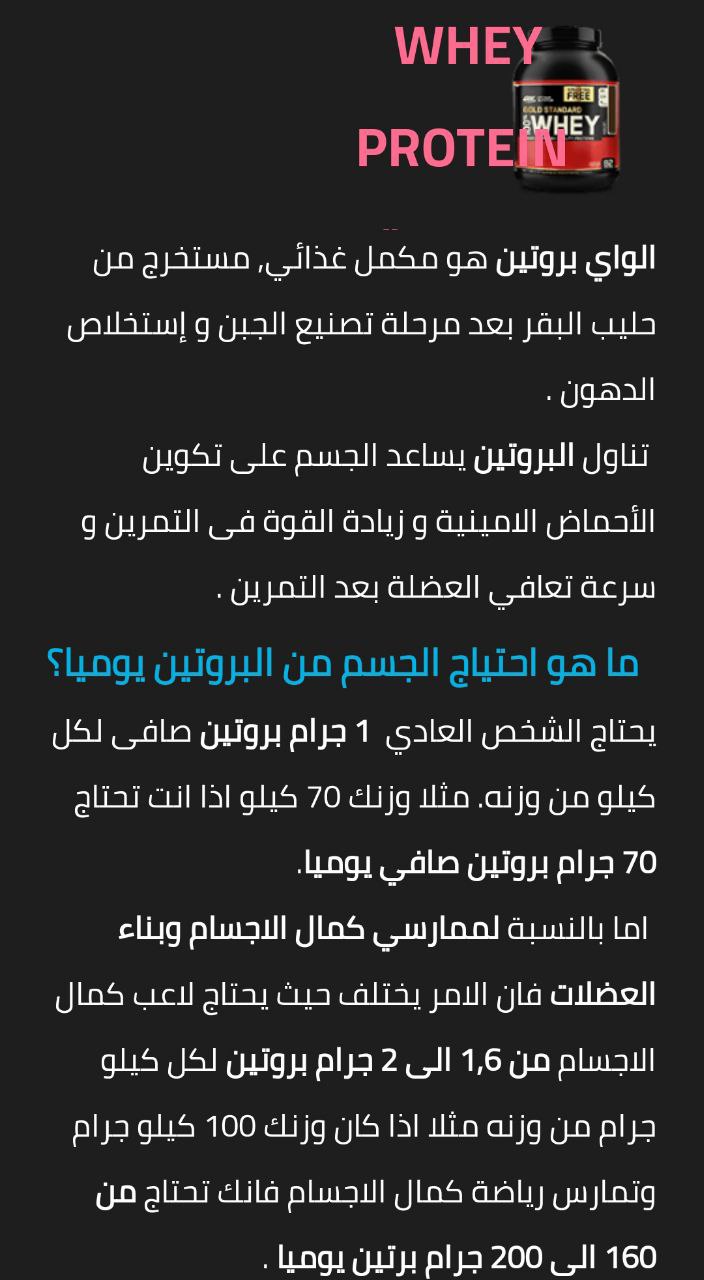 WHEY
PROTEIN
FREE
GOLD STANDARD
100% WHEY
الواي بروتين هو مكمل غذائي, مستخرج من
حليب البقر بعد مرحلة تصنيع الجبن و إستخلاص
الدهون .
تناول البروتين يساعد الجسم على تكوين
الأحماض الامينية و زيادة القوة فى التمرين و
سرعة تعافي العضلة بعد التمرين .
ما هو احتياج الجسم من البروتين يوميا؟
يحتاج الشخص العادي 1 جرام بروتين صافى لكل
كيلو من وزنه. مثلا وزنك 70 كيلو اذا انت تحتاج
70 جرام بروتين صافي يوميا.
اما بالنسبة لممارسي كمال الاجسام وبناء
العضلات فان الامر يختلف حيث يحتاج لاعب كمال
الاجسام من 1,6 الى 2 جرام بروتين لكل كيلو
جرام من وزنه مثلا اذا كان وزنك 100 كيلو جرام
وتمارس رياضة كمال الاجسام فانك تحتاج من
160 الى 200 جرام برتين يوميا .